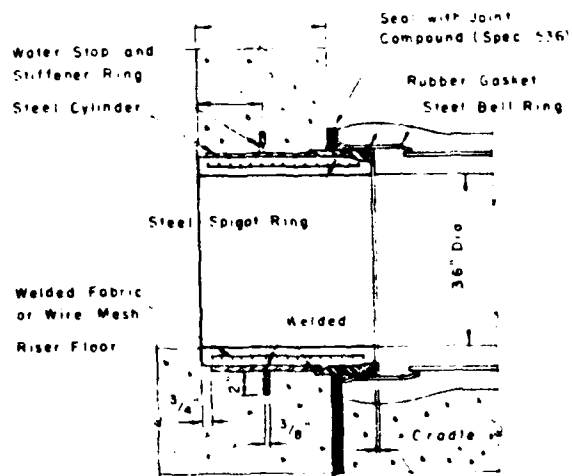 Seal with Joint
Compound (Spec 536)
Water Stop and
Stiffener Ring
Rubber Gasket
Steel Cylinder
Steel Bell Ring
Steel Spigot Ring
36" Dia
Welded Fabric
or Wire Mesh
Welded
Riser Floor
2"
3/4"
3/8"
Cradle